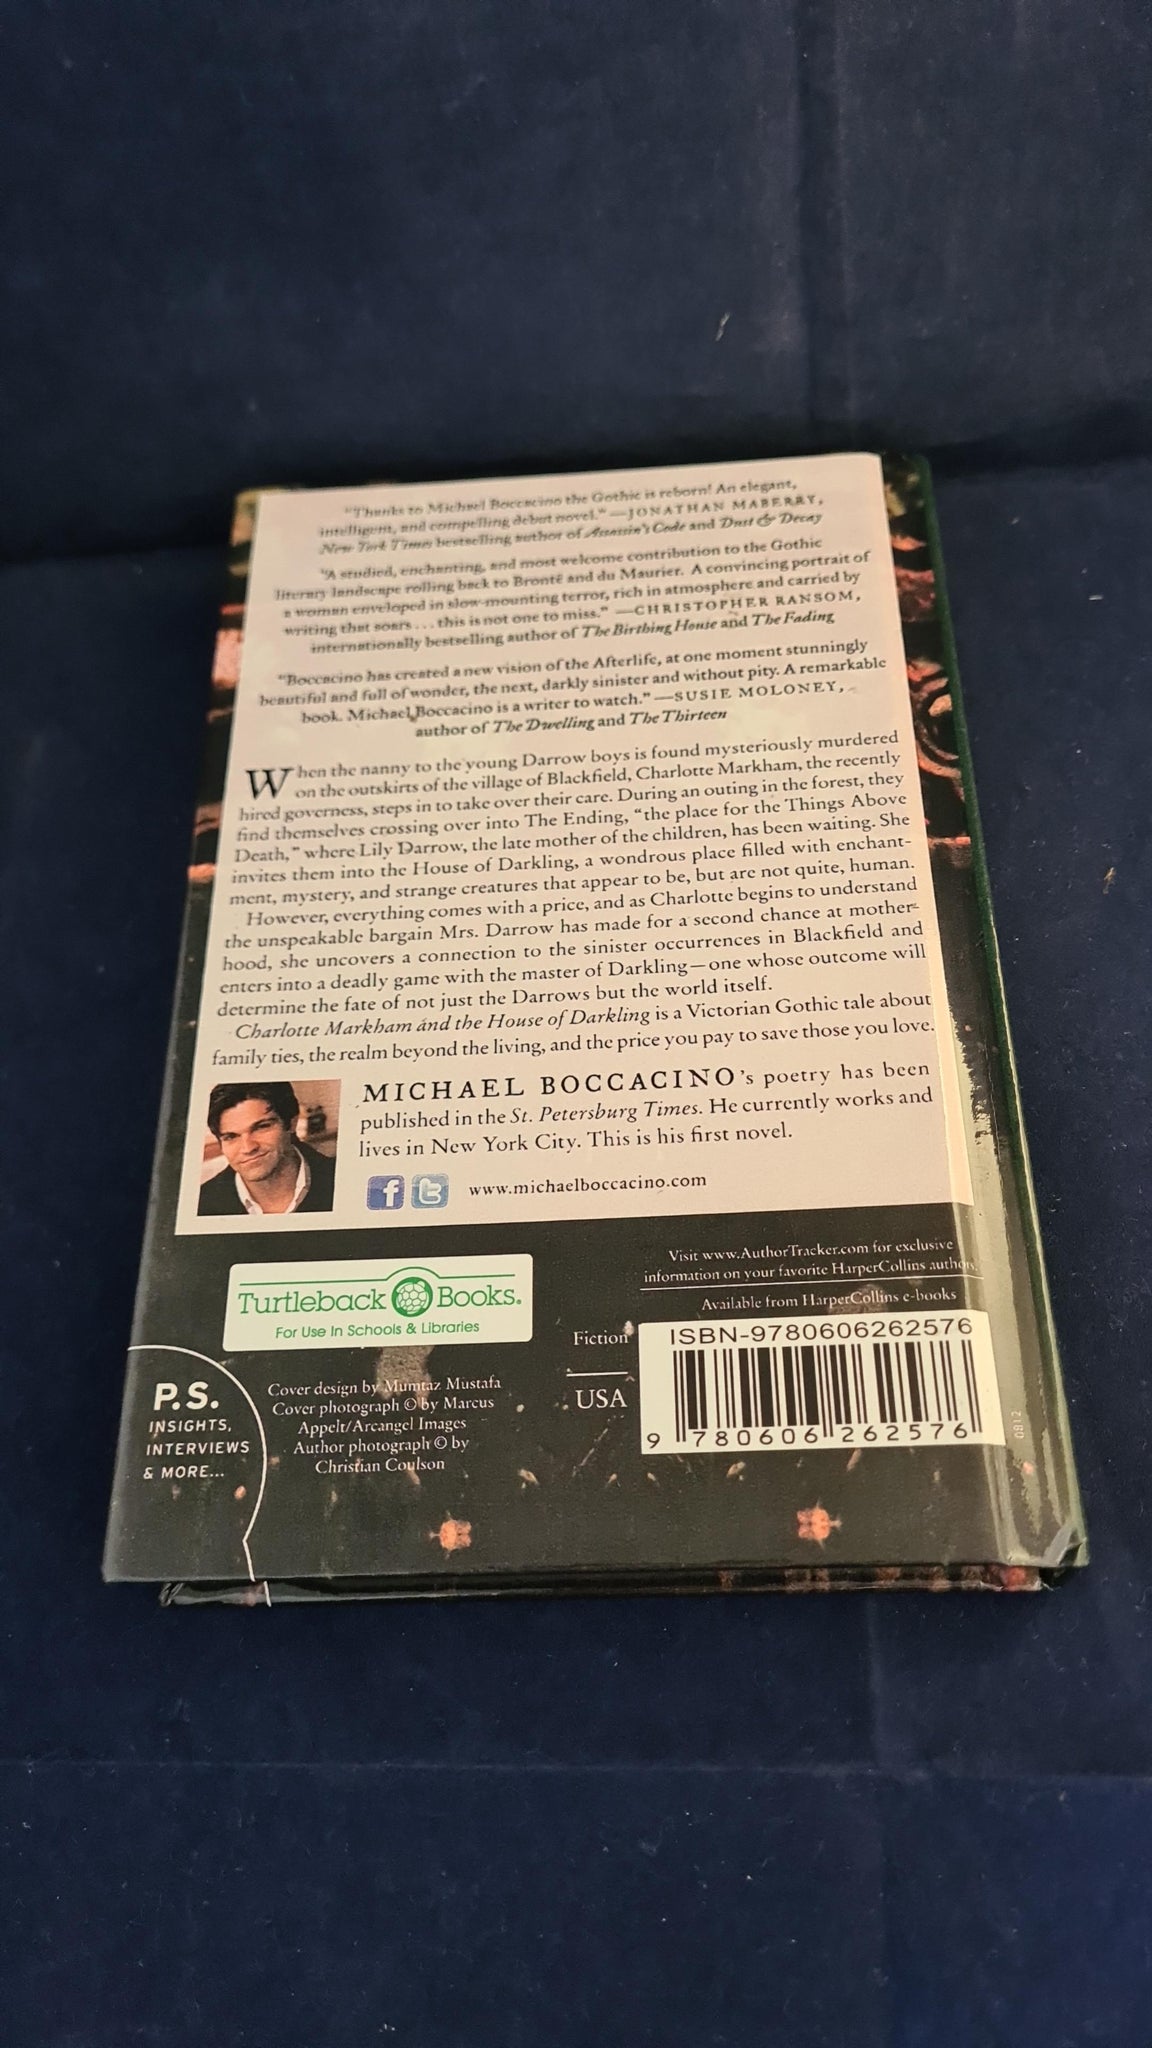 "Thanks to Michael Boccacino the Gothic is reborn! An elegant,
intelligent, and compelling debut novel." —JONATHAN MABERRY,
New York Times bestselling author of Assassin's Code and Dust & Decay
"A studied, enchanting, and most welcome contribution to the Gothic
literary landscape rolling back to Brontë and du Maurier. A convincing portrait of
a woman enveloped in slow-mounting terror, rich in atmosphere and carried by
writing that soars . . . this is not one to miss." —CHRISTOPHER RANSOM,
internationally bestselling author of The Birthing House and The Fading
"Boccacino has created a new vision of the Afterlife, at one moment stunningly
beautiful and full of wonder, the next, darkly sinister and without pity. A remarkable
book. Michael Boccacino is a writer to watch." —SUSIE MOLONEY,
author of The Dwelling and The Thirteen
When the nanny to the young Darrow boys is found mysteriously murdered
on the outskirts of the village of Blackfield, Charlotte Markham, the recently
hired governess, steps in to take over their care. During an outing in the forest, they
find themselves crossing over into The Ending, "the place for the Things Above
Death," where Lily Darrow, the late mother of the children, has been waiting. She
invites them into the House of Darkling, a wondrous place filled with enchant-
ment, mystery, and strange creatures that appear to be, but are not quite, human.
However, everything comes with a price, and as Charlotte begins to understand
the unspeakable bargain Mrs. Darrow has made for a second chance at mother-
hood, she uncovers a connection to the sinister occurrences in Blackfield and
enters into a deadly game with the master of Darkling—one whose outcome will
determine the fate of not just the Darrows but the world itself.
Charlotte Markham and the House of Darkling is a Victorian Gothic tale about
family ties, the realm beyond the living, and the price you pay to save those you love.
MICHAEL BOCCACINO's poetry has been
published in the St. Petersburg Times. He currently works and
lives in New York City. This is his first novel.
f t www.michaelboccacino.com
Visit www.AuthorTracker.com for exclusive
information on your favorite HarperCollins authors.
Available from HarperCollins e-books
Turtleback Books®
For Use In Schools & Libraries
Fiction
USA
ISBN-9780606262576
9 780606 262576
0812
P.S.
INSIGHTS,
INTERVIEWS
& MORE...
Cover design by Mumtaz Mustafa
Cover photograph © by Marcus
Appelt/Arcangel Images
Author photograph © by
Christian Coulson